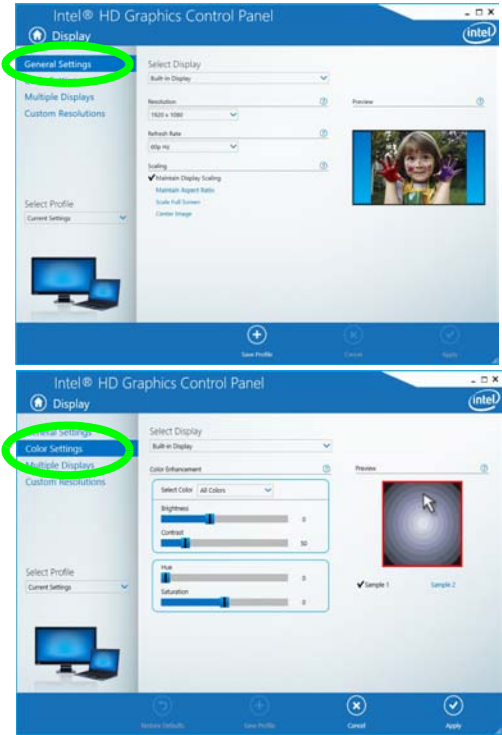 Intel® HD Graphics Control Panel
Display
intel
General Settings
Multiple Displays
Custom Resolutions
Select Profile
Current Settings
Select Display
Built-in Display
Resolution
1920 x 1080
Refresh Rate
60p Hz
Scaling
Maintain Display Scaling
Maintain Aspect Ratio
Scale Full Screen
Center Image
Preview
Save Profile
Cancel
Apply
Intel® HD Graphics Control Panel
Display
intel
General Settings
Color Settings
Multiple Displays
Custom Resolutions
Select Profile
Current Settings
Select Display
Built-in Display
Color Enhancement
Select Color All Colors
Brightness
0
Contrast
50
Hue
0
Saturation
0
Preview
Sample 1 Sample 2
Restore Defaults
Save Profile
Cancel
Apply